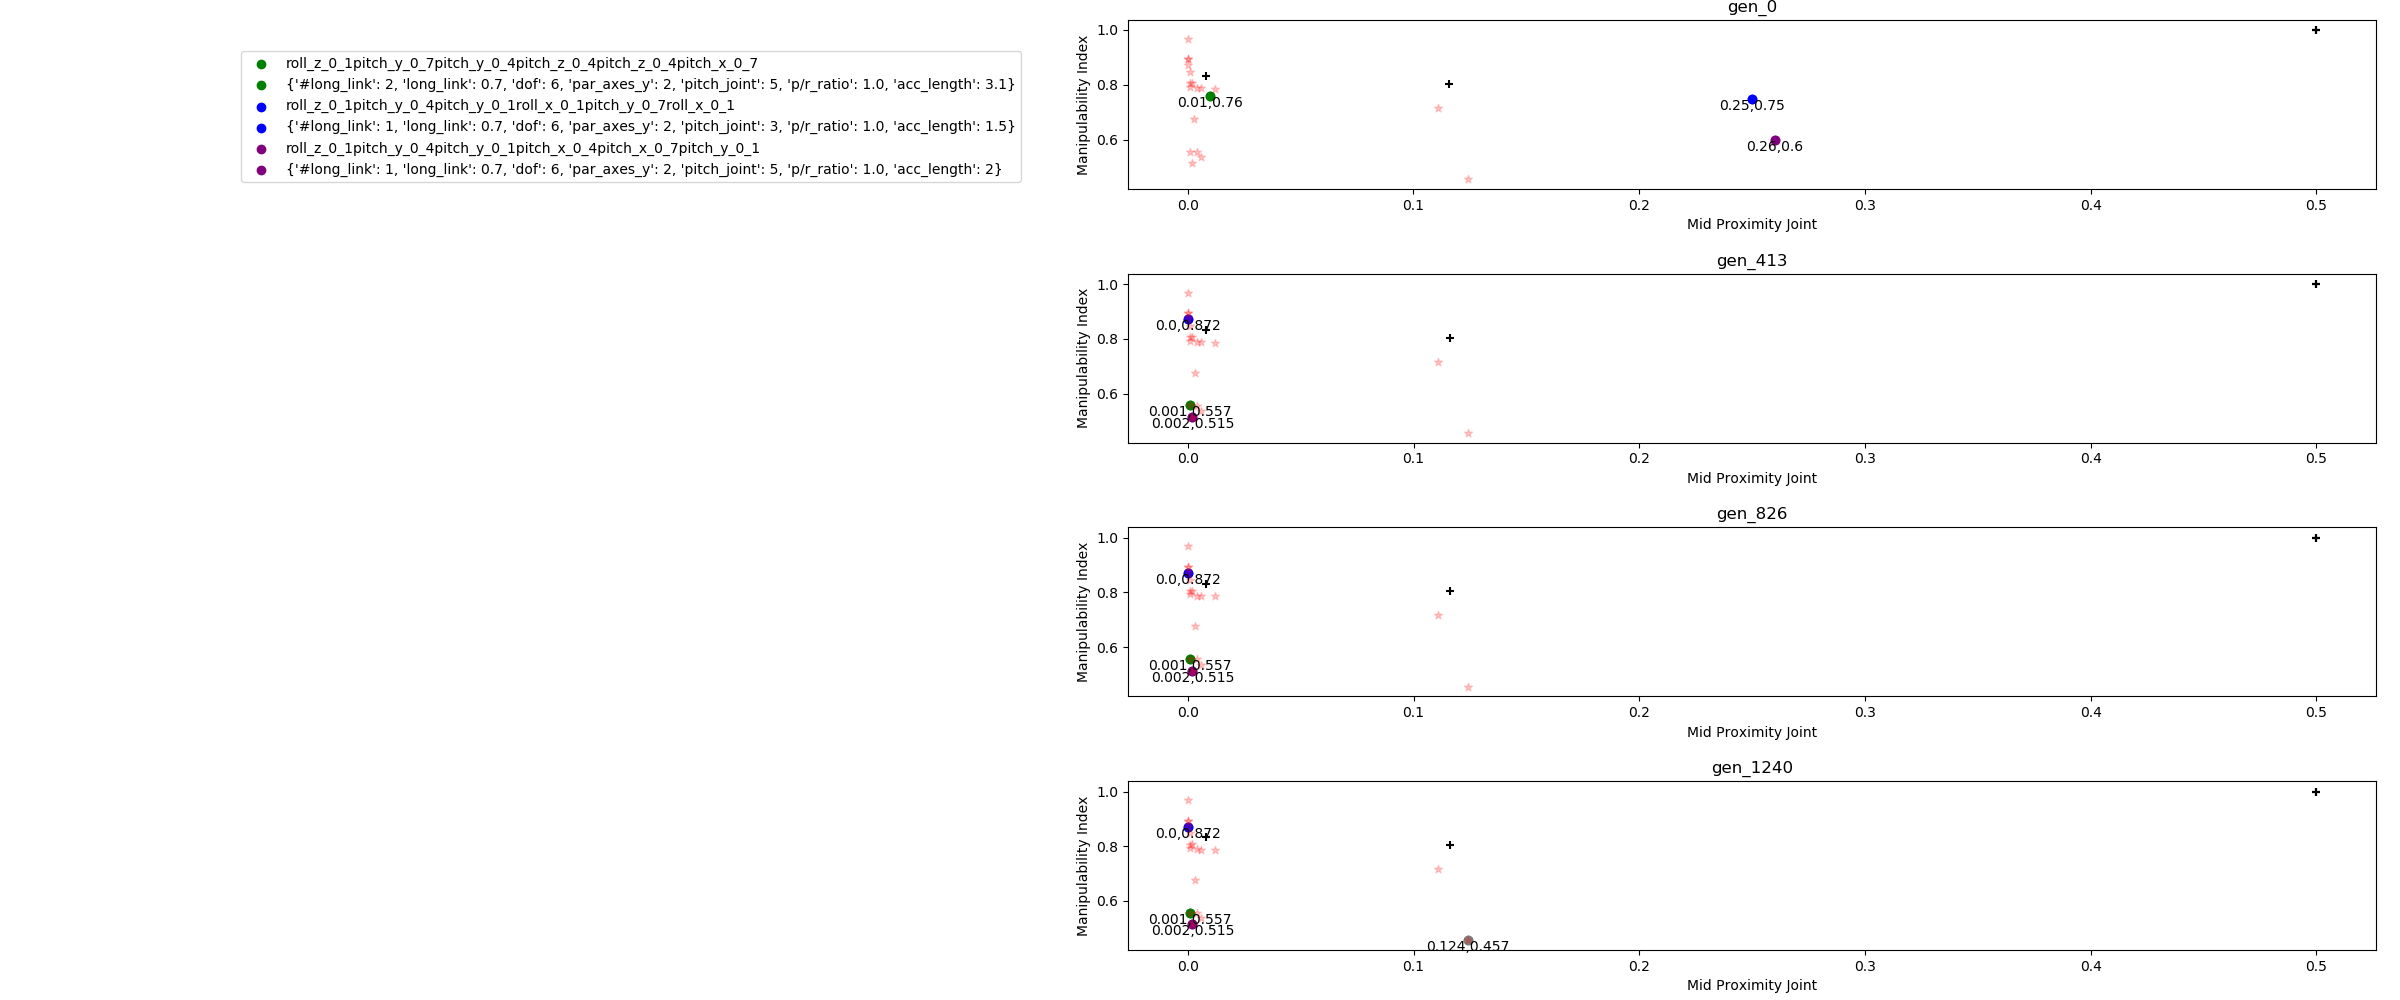 roll_z_0_1pitch_y_0_7pitch_y_0_4pitch_z_0_4pitch_z_0_4pitch_x_0_7
{'#long_link': 2, 'long_link': 0.7, 'dof': 6, 'par_axes_y': 2, 'pitch_joint': 5, 'p/r_ratio': 1.0, 'acc_length': 3.1}
roll_z_0_1pitch_y_0_4pitch_y_0_1roll_x_0_1pitch_y_0_7roll_x_0_1
{'#long_link': 1, 'long_link': 0.7, 'dof': 6, 'par_axes_y': 2, 'pitch_joint': 3, 'p/r_ratio': 1.0, 'acc_length': 1.5}
roll_z_0_1pitch_y_0_4pitch_y_0_1pitch_x_0_4pitch_x_0_7pitch_y_0_1
{'#long_link': 1, 'long_link': 0.7, 'dof': 6, 'par_axes_y': 2, 'pitch_joint': 5, 'p/r_ratio': 1.0, 'acc_length': 2}
gen_0
Manipulability Index
1.0
0.8
0.6
0.01,0.76
0.25,0.75
0.26,0.6
0.0 0.1 0.2 0.3 0.4 0.5
Mid Proximity Joint
gen_413
Manipulability Index
1.0
0.8
0.6
0.0,0.872
0.001,0.557
0.002,0.515
0.0 0.1 0.2 0.3 0.4 0.5
Mid Proximity Joint
gen_826
Manipulability Index
1.0
0.8
0.6
0.0,0.872
0.001,0.557
0.002,0.515
0.0 0.1 0.2 0.3 0.4 0.5
Mid Proximity Joint
gen_1240
Manipulability Index
1.0
0.8
0.6
0.0,0.872
0.001,0.557
0.002,0.515
0.124,0.457
0.0 0.1 0.2 0.3 0.4 0.5
Mid Proximity Joint